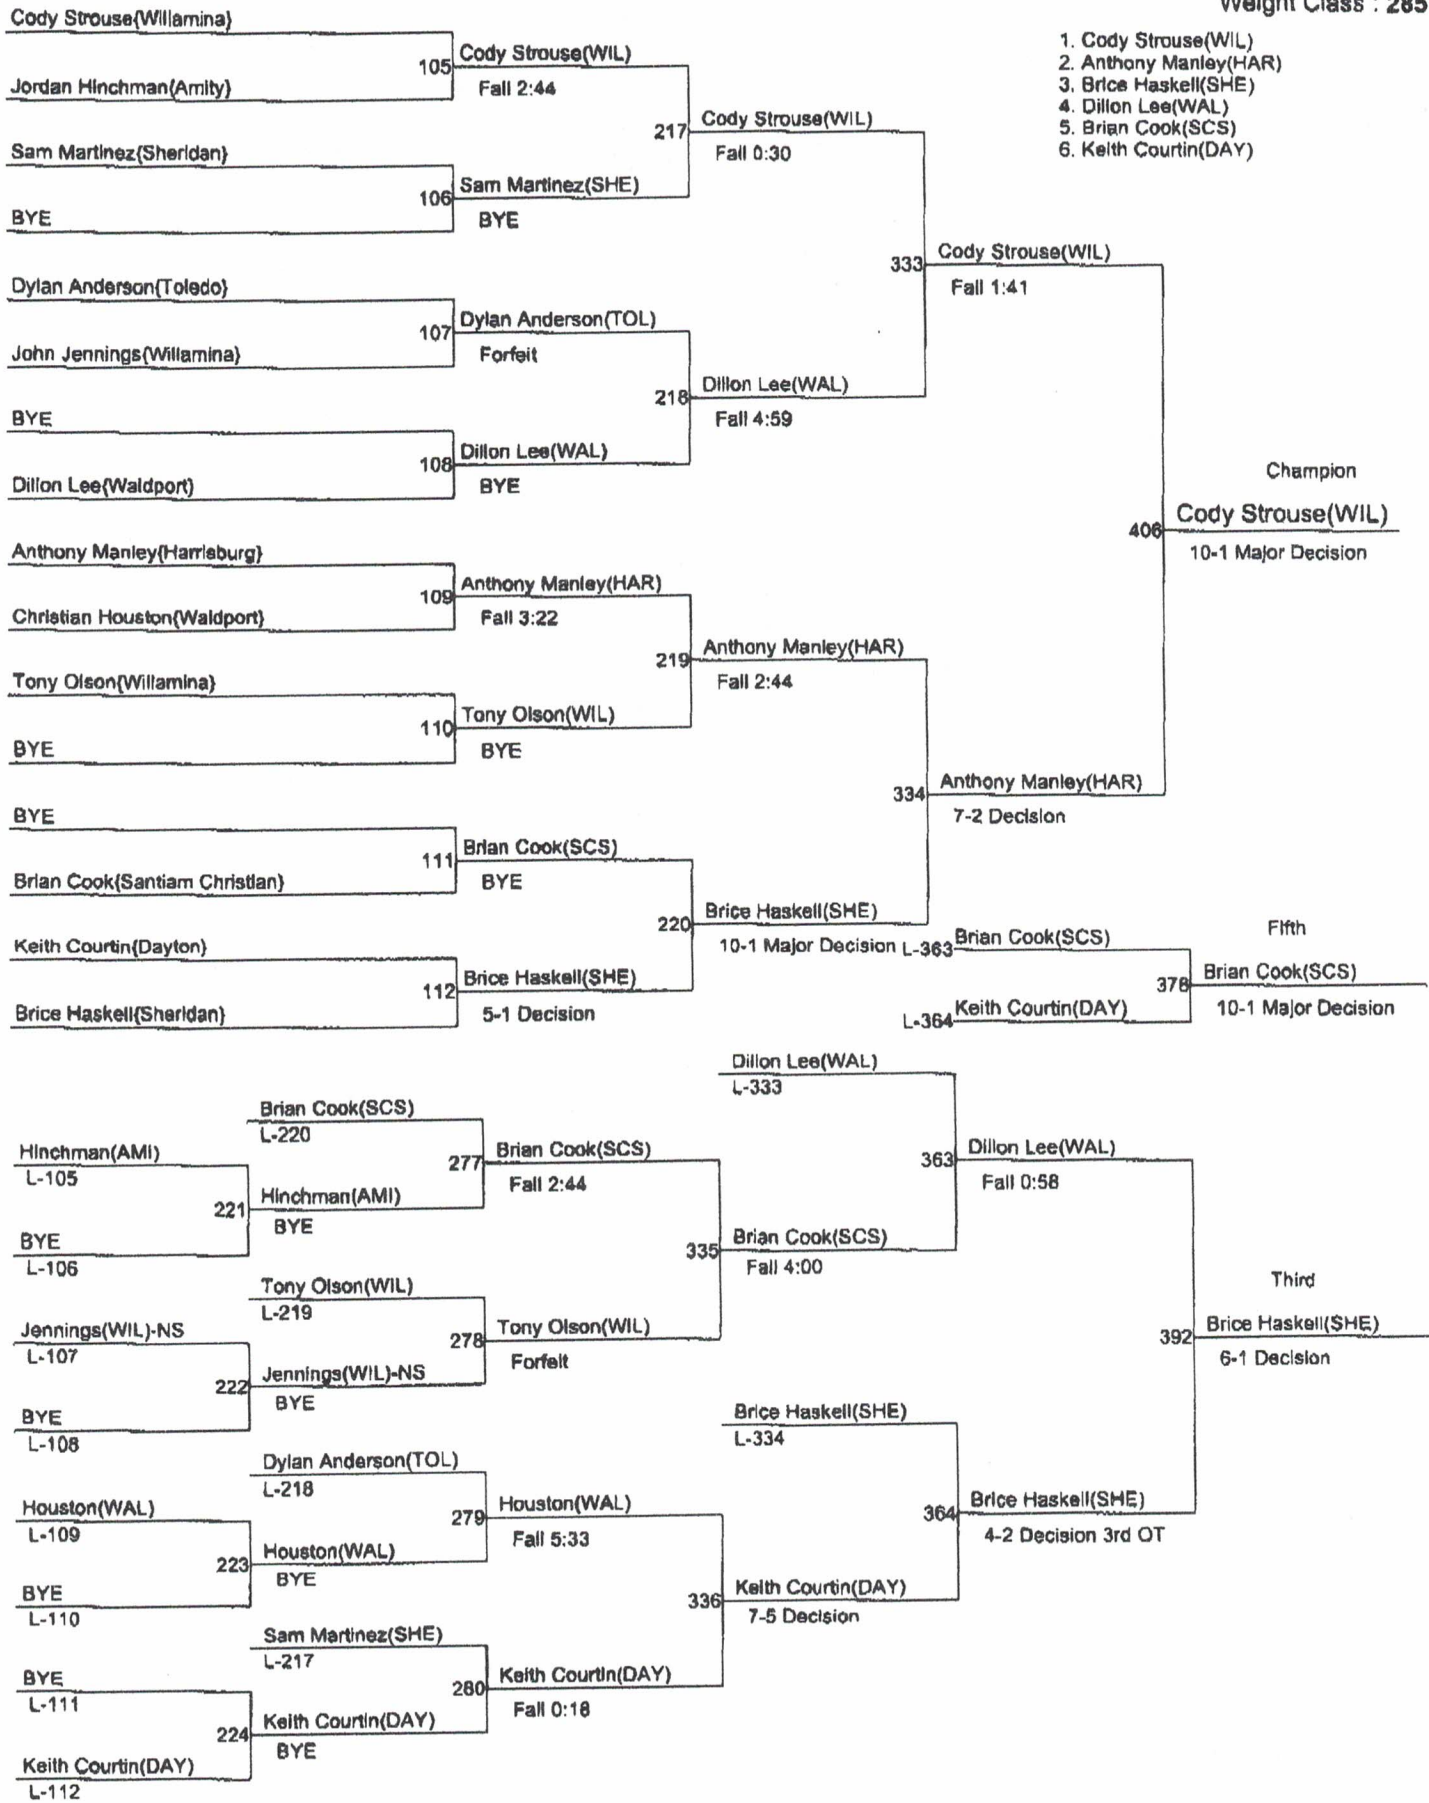 Weight Class : 285
1. Cody Strouse(WIL)
2. Anthony Manley(HAR)
3. Brice Haskell(SHE)
4. Dillon Lee(WAL)
5. Brian Cook(SCS)
6. Keith Courtin(DAY)
Cody Strouse(Willamina)
105
Jordan Hinchman(Amity)
Cody Strouse(WIL)
Fall 2:44
Sam Martinez(Sheridan)
106
BYE
Sam Martinez(SHE)
BYE
217
Cody Strouse(WIL)
Fall 0:30
Dylan Anderson(Toledo)
107
John Jennings(Willamina)
Dylan Anderson(TOL)
Forfeit
BYE
108
Dillon Lee(Waldport)
Dillon Lee(WAL)
BYE
218
Dillon Lee(WAL)
Fall 4:59
333
Cody Strouse(WIL)
Fall 1:41
Anthony Manley(Harrisburg)
109
Christian Houston(Waldport)
Anthony Manley(HAR)
Fall 3:22
Tony Olson(Willamina)
110
BYE
Tony Olson(WIL)
BYE
219
Anthony Manley(HAR)
Fall 2:44
BYE
111
Brian Cook(Santiam Christian)
Brian Cook(SCS)
BYE
Keith Courtin(Dayton)
112
Brice Haskell(Sheridan)
Brice Haskell(SHE)
5-1 Decision
220
Brice Haskell(SHE)
10-1 Major Decision
334
Anthony Manley(HAR)
7-2 Decision
Champion
406
Cody Strouse(WIL)
10-1 Major Decision
Fifth
L-363
Brian Cook(SCS)
378
L-364
Keith Courtin(DAY)
Brian Cook(SCS)
10-1 Major Decision
Hinchman(AMI)
L-105
221
BYE
L-106
Brian Cook(SCS)
L-220
277
Hinchman(AMI)
BYE
Brian Cook(SCS)
Fall 2:44
Jennings(WIL)-NS
L-107
222
BYE
L-108
Tony Olson(WIL)
L-219
278
Jennings(WIL)-NS
BYE
Tony Olson(WIL)
Forfeit
335
Brian Cook(SCS)
Fall 4:00
Dillon Lee(WAL)
L-333
363
Dillon Lee(WAL)
Fall 0:58
Houston(WAL)
L-109
223
BYE
L-110
Dylan Anderson(TOL)
L-218
279
Houston(WAL)
BYE
Houston(WAL)
Fall 5:33
BYE
L-111
224
Keith Courtin(DAY)
L-112
Sam Martinez(SHE)
L-217
280
Keith Courtin(DAY)
BYE
Keith Courtin(DAY)
Fall 0:18
336
Keith Courtin(DAY)
7-5 Decision
Brice Haskell(SHE)
L-334
364
Brice Haskell(SHE)
4-2 Decision 3rd OT
Third
392
Brice Haskell(SHE)
6-1 Decision